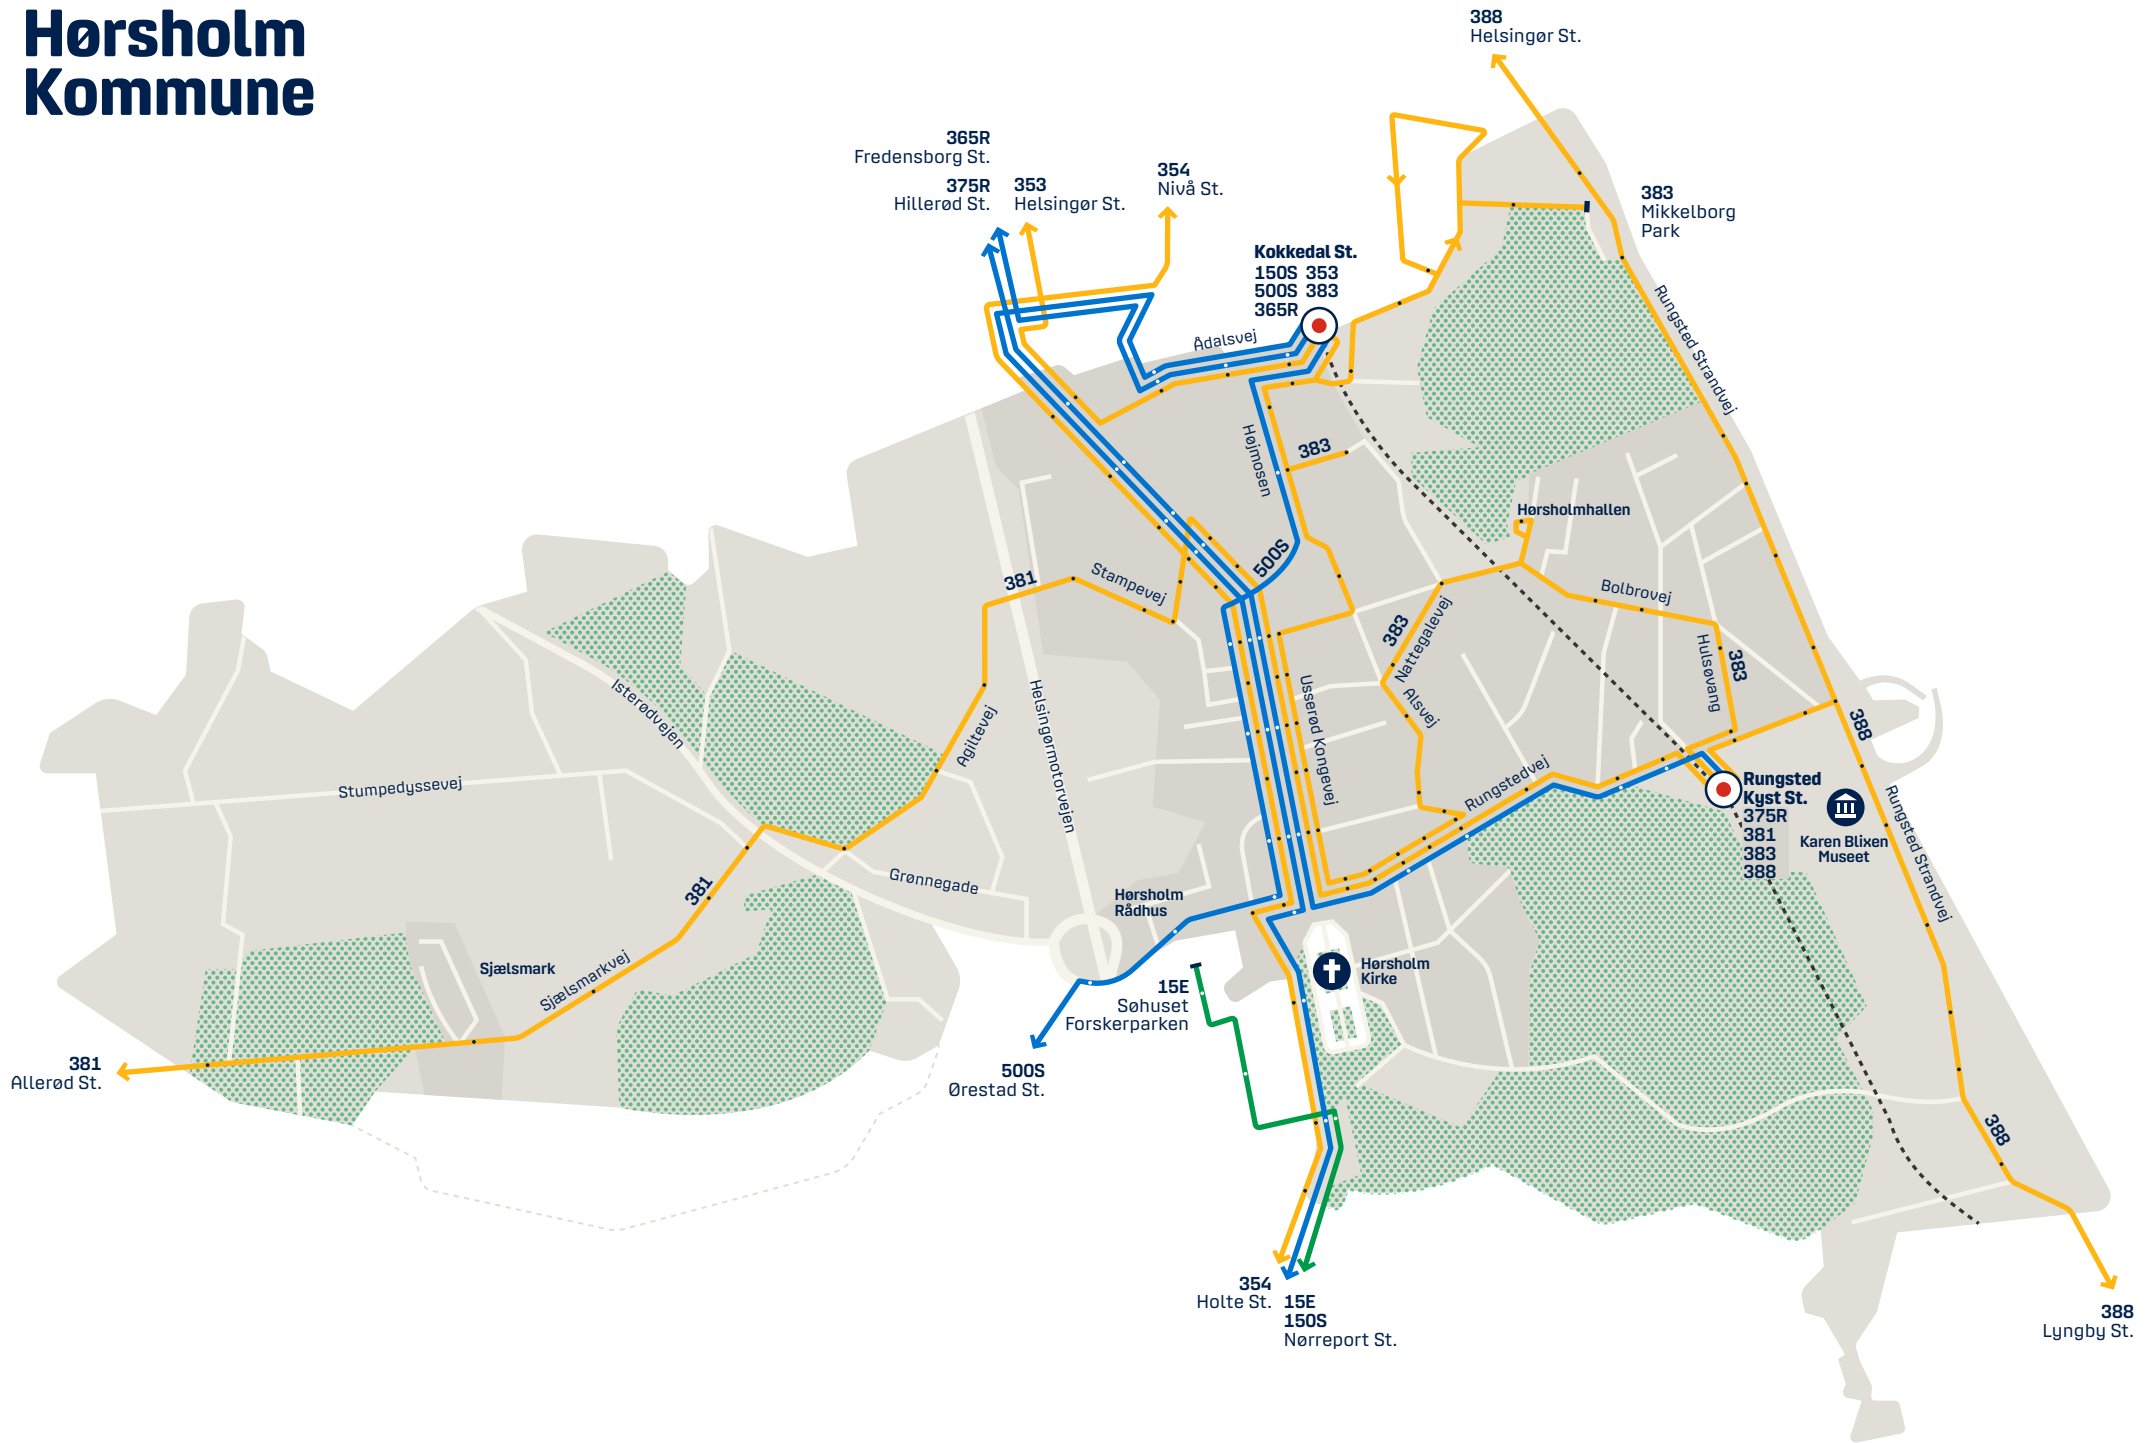 Hørsholm
Kommune
388
Helsingør St.
365R
Fredensborg St.
375R
Hillerød St.
353
Helsingør St.
354
Nivå St.
383
Mikkelborg
Park
Kokkedal St.
150S 353
500S 383
365R
Ådalsvej
Rungsted Strandvej
Højmosen
383
Hørsholmhallen
500S
381
Stampevej
Bolbrovej
383
Nattegalevej
Hulsøvang
383
Isterødvejen
Helsingørmotorvejen
Usserød Kongevej
Alsvej
Agiltevej
388
Stumpedyssevej
Rungstedvej
Rungsted
Kyst St.
375R
381
383
388
Karen Blixen
Museet
Rungsted Strandvej
381
Grønnegade
Hørsholm
Rådhus
Sjælsmark
Sjælsmarkvej
Hørsholm
Kirke
15E
Søhuset
Forskerparken
381
Allerød St.
500S
Ørestad St.
388
354
Holte St.
15E
150S
Nørreport St.
388
Lyngby St.